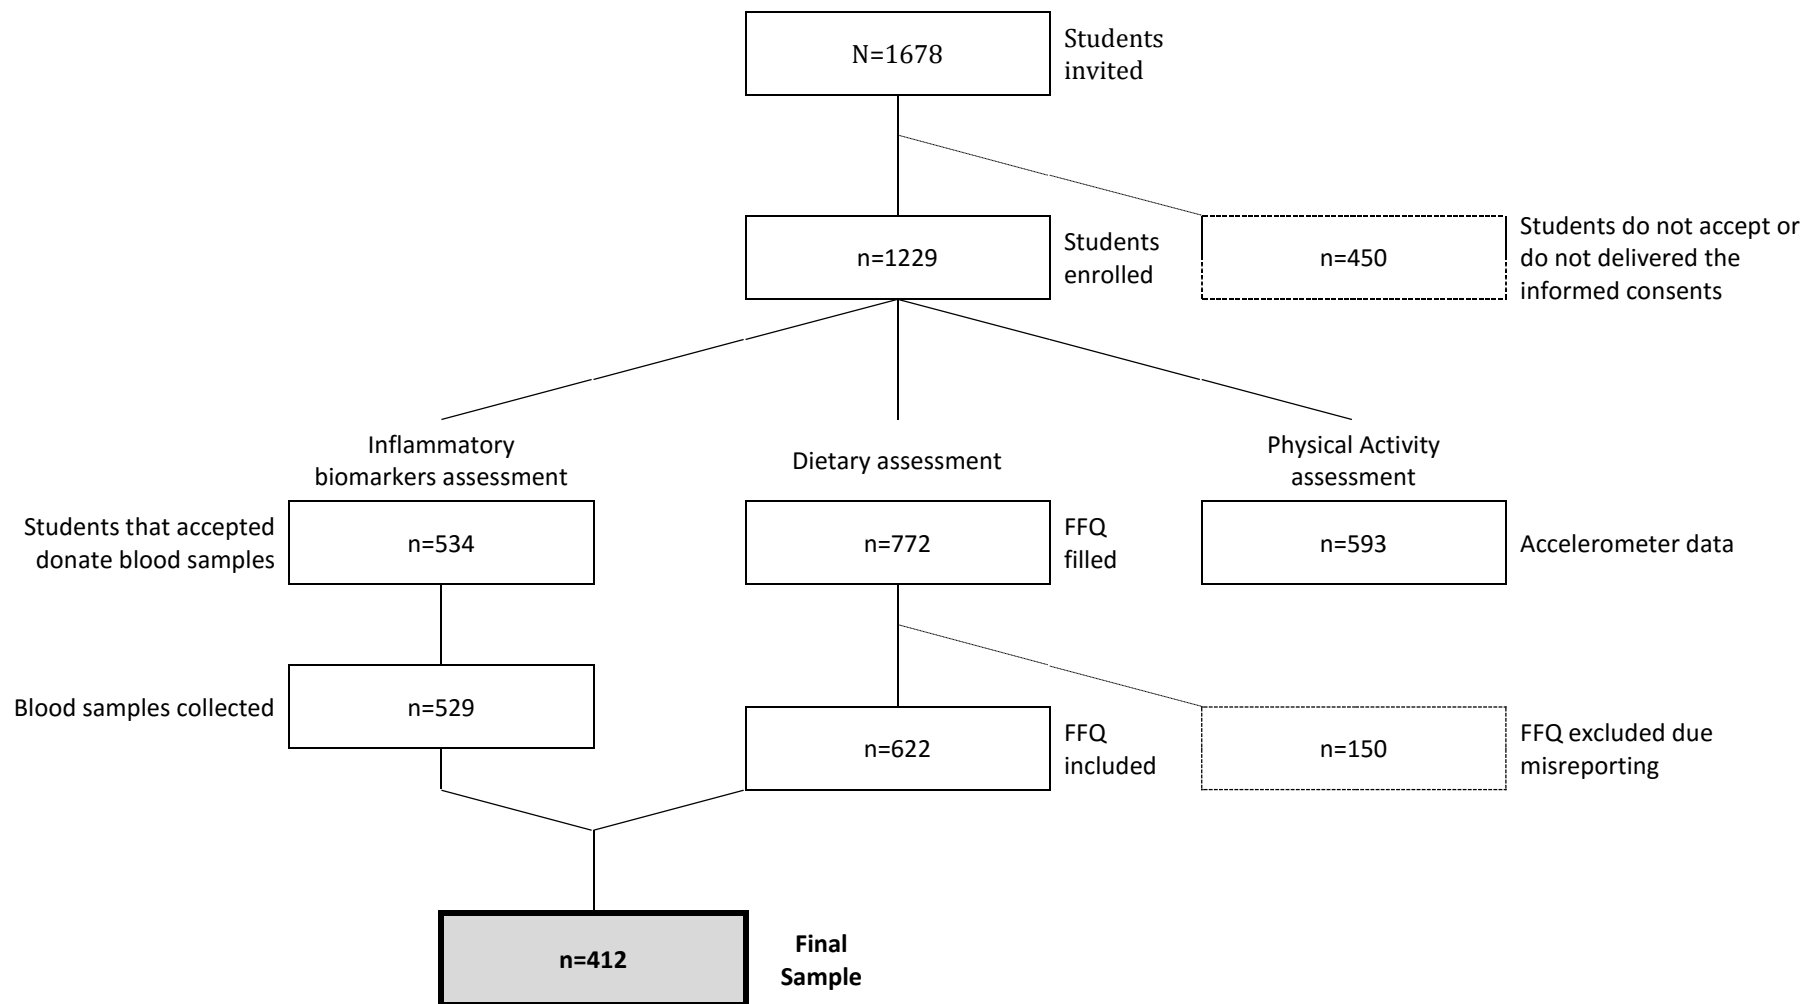 N=1678
Students
invited
n=1229
Students
enrolled
n=450
Students do not accept or
do not delivered the
informed consents
Inflammatory
biomarkers assessment
Dietary assessment
Physical Activity
assessment
Students that accepted
donate blood samples
n=534
n=772
FFQ
filled
n=593
Accelerometer data
Blood samples collected
n=529
n=622
FFQ
included
n=150
FFQ excluded due
misreporting
n=412
Final
Sample